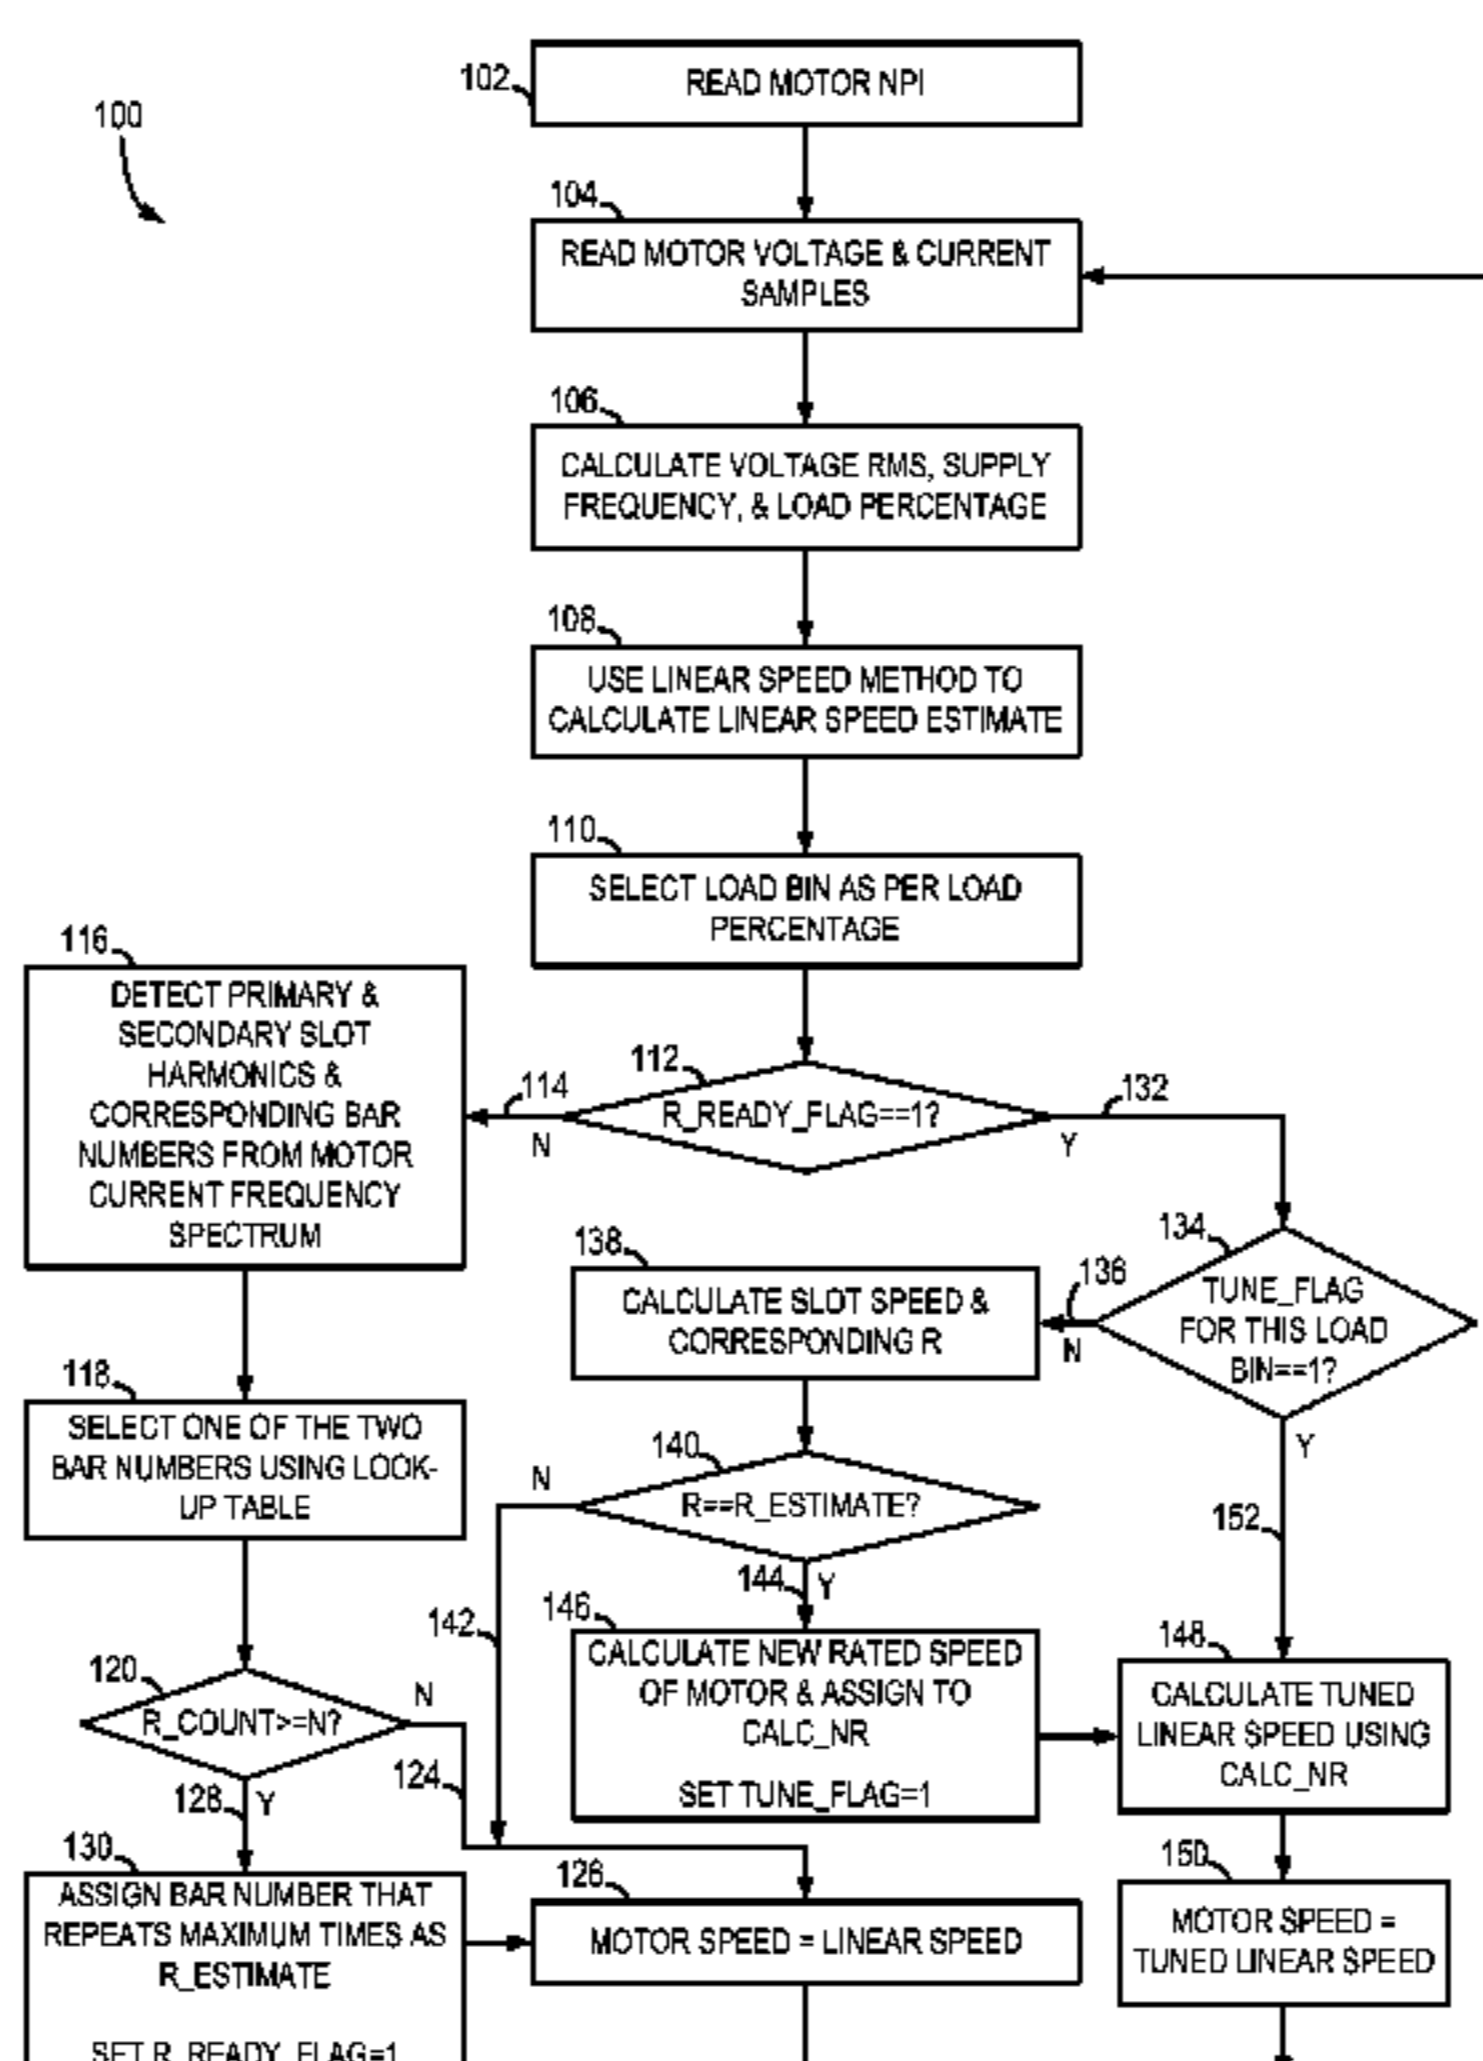 100
102
READ MOTOR NPI
104
READ MOTOR VOLTAGE & CURRENT
SAMPLES
106
CALCULATE VOLTAGE RMS, SUPPLY
FREQUENCY, & LOAD PERCENTAGE
108
USE LINEAR SPEED METHOD TO
CALCULATE LINEAR SPEED ESTIMATE
110
SELECT LOAD BIN AS PER LOAD
PERCENTAGE
112
R_READY_FLAG==1?
114
N
132
Y
116
DETECT PRIMARY &
SECONDARY SLOT
HARMONICS &
CORRESPONDING BAR
NUMBERS FROM MOTOR
CURRENT FREQUENCY
SPECTRUM
118
SELECT ONE OF THE TWO
BAR NUMBERS USING LOOK-
UP TABLE
120
R_COUNT>=N?
N
124
128
Y
130
ASSIGN BAR NUMBER THAT
REPEATS MAXIMUM TIMES AS
R_ESTIMATE
SET R_READY_FLAG=1
134
TUNE_FLAG
FOR THIS LOAD
BIN==1?
136
N
138
CALCULATE SLOT SPEED &
CORRESPONDING R
140
R==R_ESTIMATE?
N
142
144
Y
146
CALCULATE NEW RATED SPEED
OF MOTOR & ASSIGN TO
CALC_NR
SET TUNE_FLAG=1
Y
152
148
CALCULATE TUNED
LINEAR SPEED USING
CALC_NR
126
MOTOR SPEED = LINEAR SPEED
150
MOTOR SPEED =
TUNED LINEAR SPEED